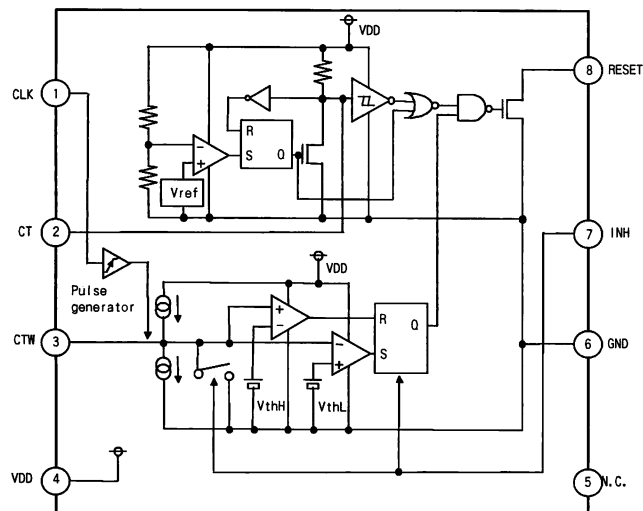 VDD
8
RESET
CLK
1
R
S
Q
-
+
Vref
CT
2
7
INH
Pulse
generator
VDD
+
-
R
Q
S
-
+
CTW
3
6
GND
VthH
VthL
VDD
4
5
N.C.